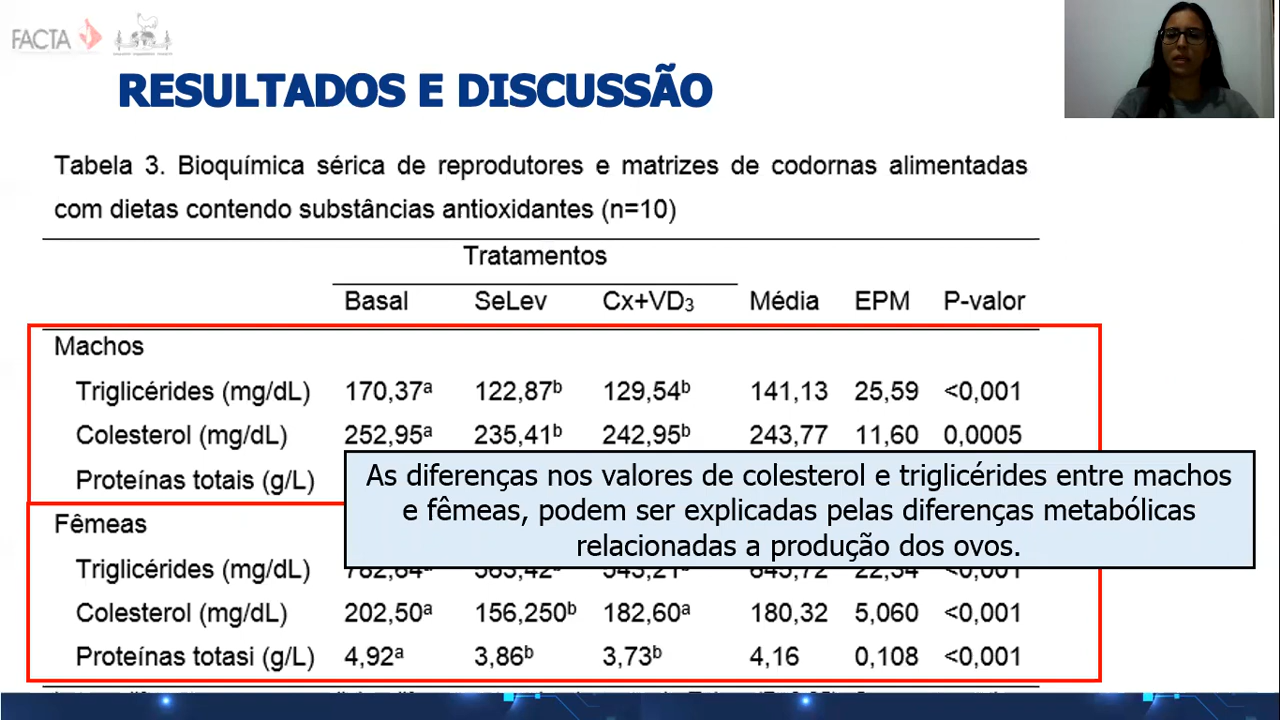 FACTA
RESULTADOS E DISCUSSÃO
Tabela 3. Bioquímica sérica de reprodutores e matrizes de codornas alimentadas
com dietas contendo substâncias antioxidantes (n=10)
Tratamentos
Basal SeLev Cx+VD₃ Média EPM P-valor
Machos
Triglicérides (mg/dL) 170,37ᵃ 122,87ᵇ 129,54ᵇ 141,13 25,59 <0,001
Colesterol (mg/dL) 252,95ᵃ 235,41ᵇ 242,95ᵇ 243,77 11,60 0,0005
Proteínas totais (g/L)
As diferenças nos valores de colesterol e triglicérides entre machos
e fêmeas, podem ser explicadas pelas diferenças metabólicas
relacionadas a produção dos ovos.
Fêmeas
Triglicérides (mg/dL)
Colesterol (mg/dL) 202,50ᵃ 156,250ᵇ 182,60ᵃ 180,32 5,060 <0,001
Proteínas totasi (g/L) 4,92ᵃ 3,86ᵇ 3,73ᵇ 4,16 0,108 <0,001